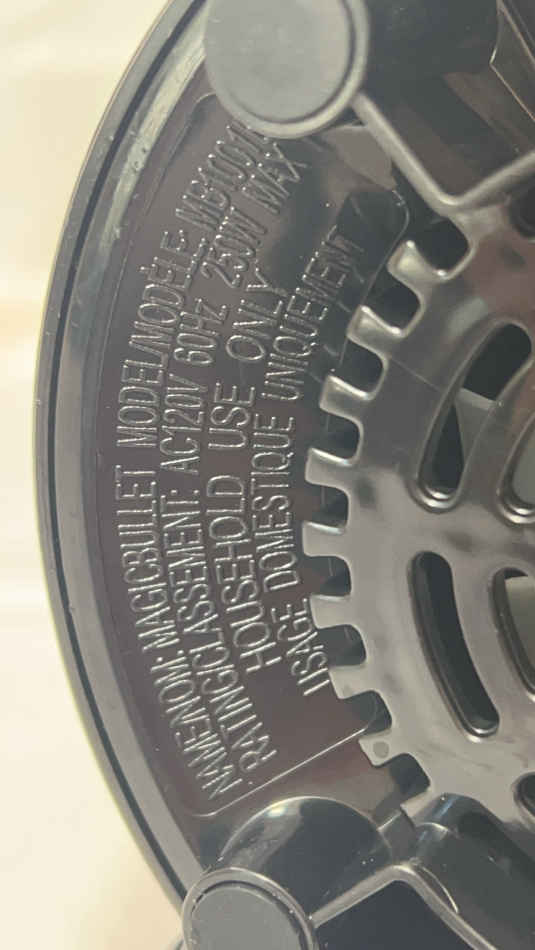 NAME/NOM: MAGICBULLET MODEL/MODÈLE: MB1001
RATING/CLASSEMENT: AC120V 60Hz 250W MAX
HOUSEHOLD USE ONLY
USAGE DOMESTIQUE UNIQUEMENT